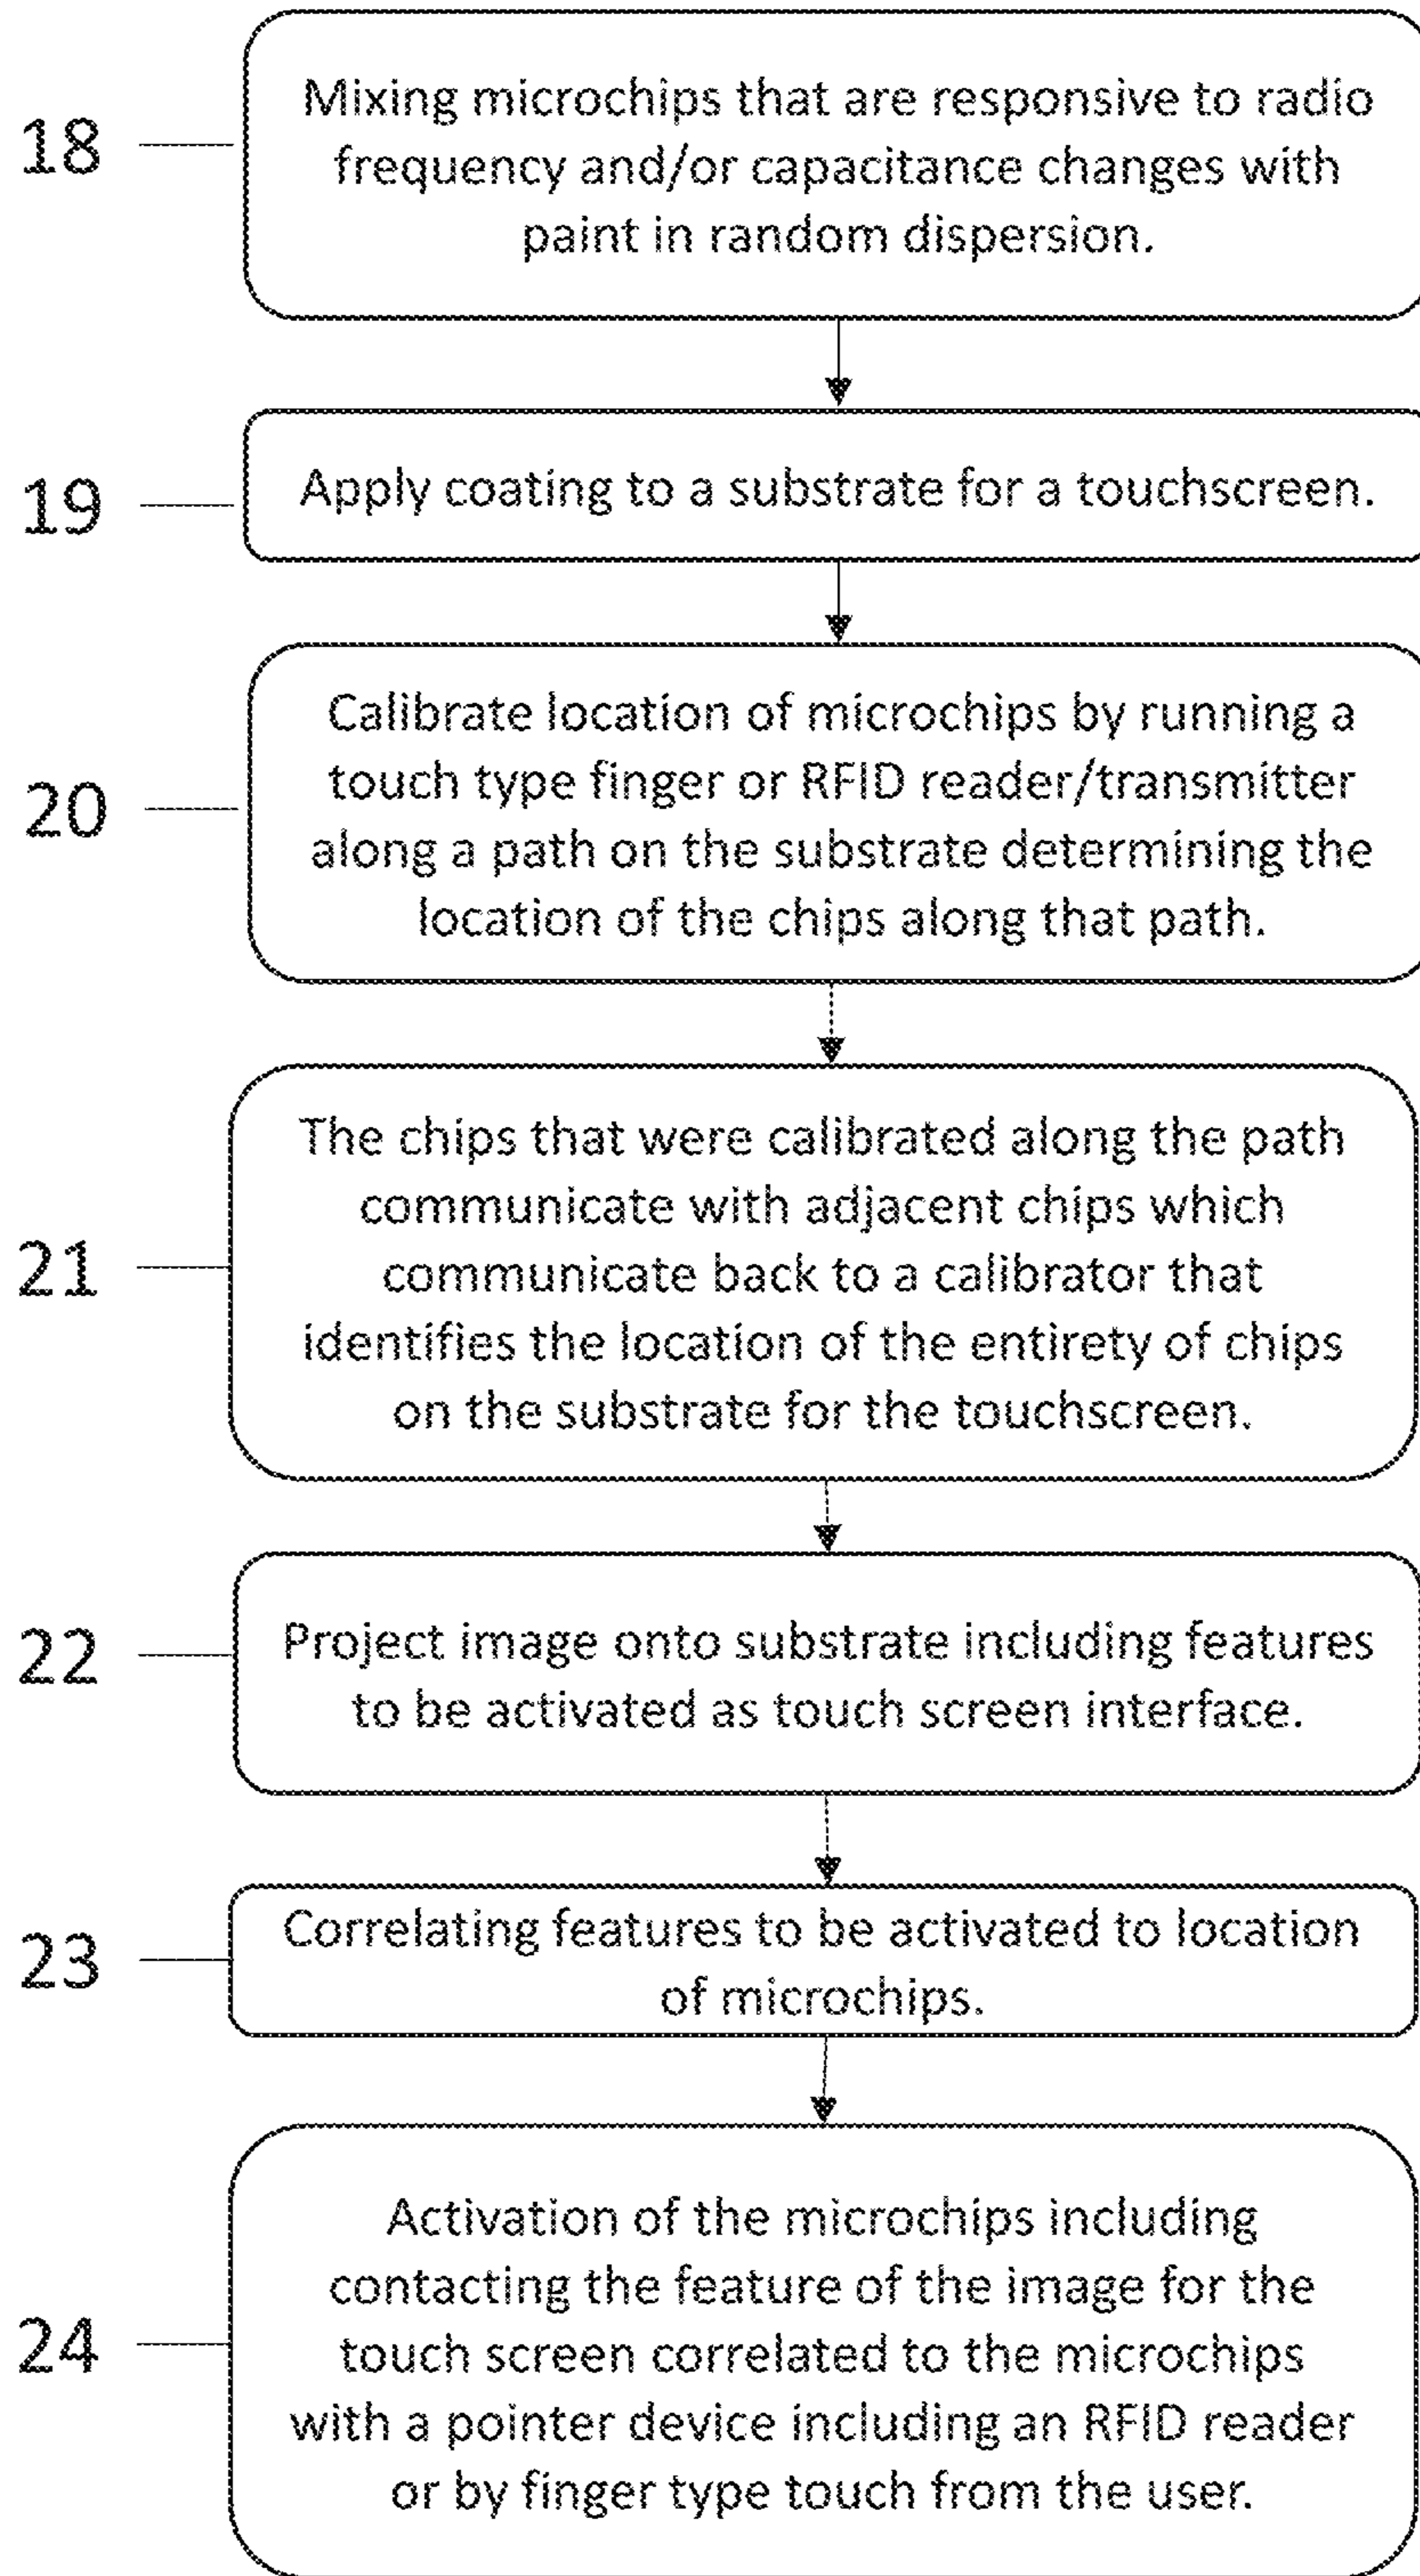 18
Mixing microchips that are responsive to radio
frequency and/or capacitance changes with
paint in random dispersion.
19
Apply coating to a substrate for a touchscreen.
20
Calibrate location of microchips by running a
touch type finger or RFID reader/transmitter
along a path on the substrate determining the
location of the chips along that path.
21
The chips that were calibrated along the path
communicate with adjacent chips which
communicate back to a calibrator that
identifies the location of the entirety of chips
on the substrate for the touchscreen.
22
Project image onto substrate including features
to be activated as touch screen interface.
23
Correlating features to be activated to location
of microchips.
24
Activation of the microchips including
contacting the feature of the image for the
touch screen correlated to the microchips
with a pointer device including an RFID reader
or by finger type touch from the user.